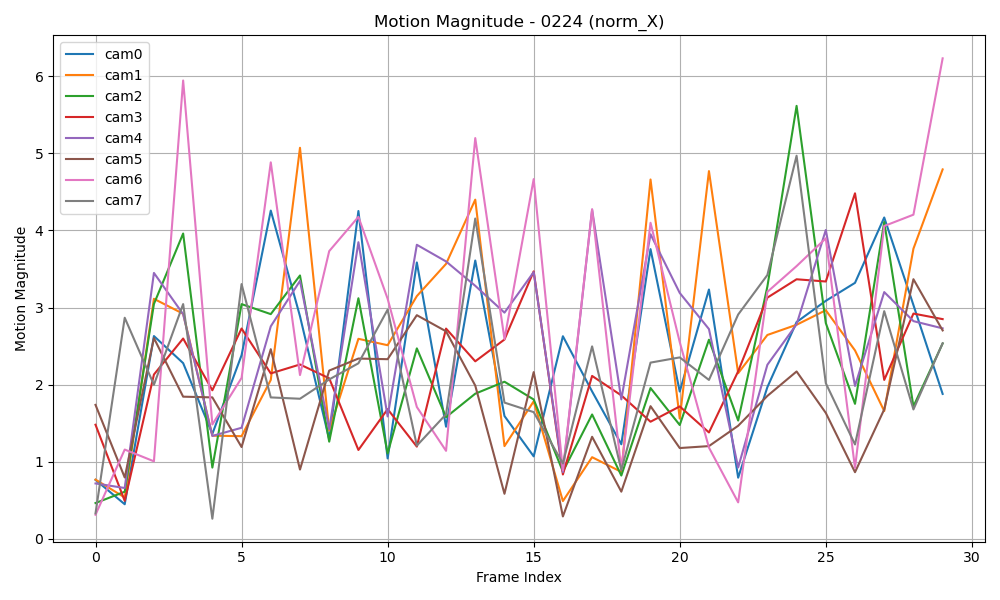 Motion Magnitude - 0224 (norm_X)
cam0
cam1
cam2
cam3
cam4
cam5
cam6
cam7
Motion Magnitude
6
5
4
3
2
1
0
0 5 10 15 20 25 30
Frame Index